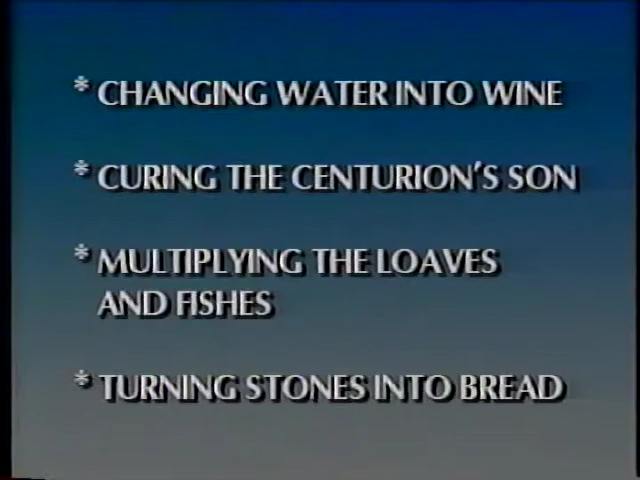 * CHANGING WATER INTO WINE
* CURING THE CENTURION'S SON
* MULTIPLYING THE LOAVES
AND FISHES
* TURNING STONES INTO BREAD